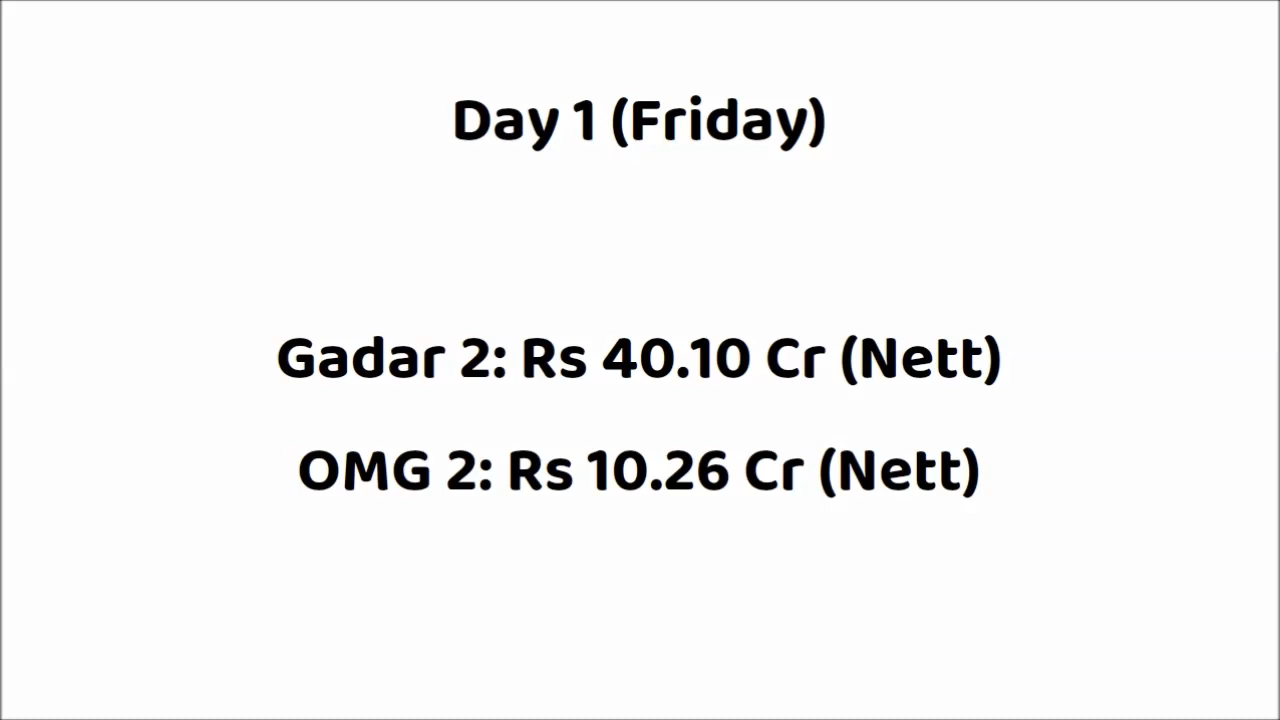 Day 1 (Friday)
Gadar 2: Rs 40.10 Cr (Nett)
OMG 2: Rs 10.26 Cr (Nett)